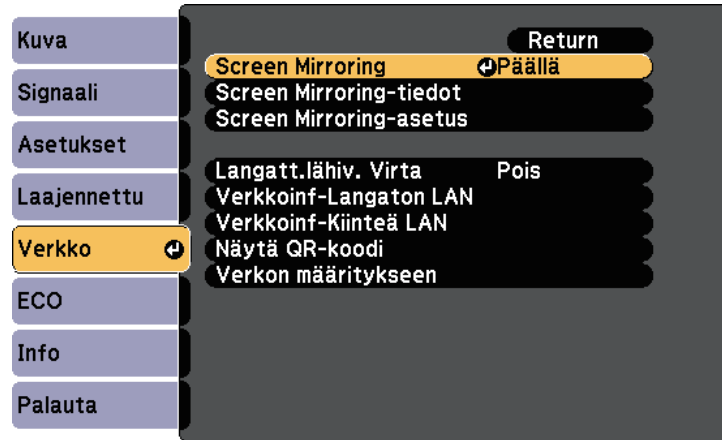 Kuva
Signaali
Asetukset
Laajennettu
Verkko
ECO
Info
Palauta
Return
Screen Mirroring Päällä
Screen Mirroring-tiedot
Screen Mirroring-asetus
Langatt.lähiv. Virta Pois
Verkkoinf-Langaton LAN
Verkkoinf-Kiinteä LAN
Näytä QR-koodi
Verkon määritykseen